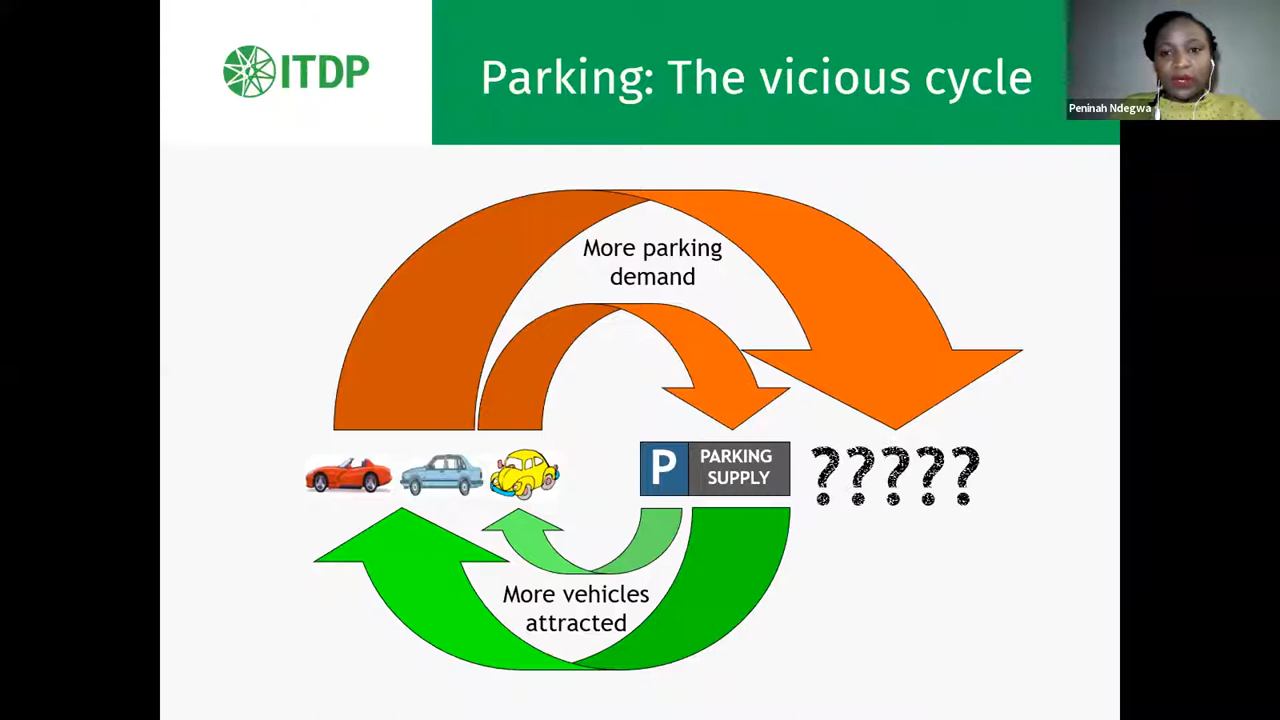 ITDP
Parking: The vicious cycle
Peninah Ndegwa
More parking
demand
P
PARKING
SUPPLY
?????
More vehicles
attracted